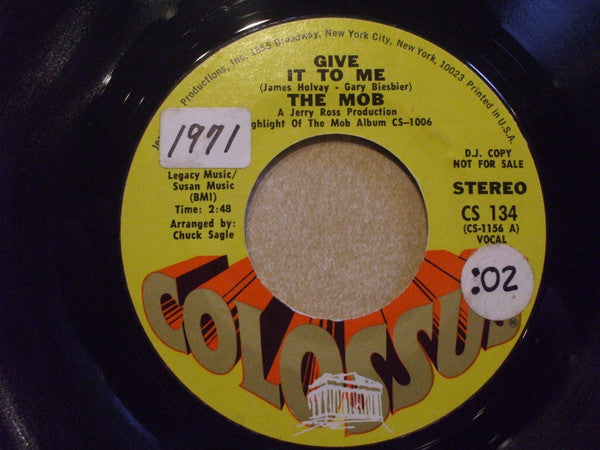 Productions, Inc. 1855 Broadway, New York City, New York, 10023 Printed in U.S.A.
GIVE
IT TO ME
(James Holvay - Gary Biesbier)
THE MOB
A Jerry Ross Production
Highlight Of The Mob Album CS-1006
1971
Legacy Music/
Susan Music
(BMI)
Time: 2:48
Arranged by:
Chuck Sagle
D.J. COPY
NOT FOR SALE
STEREO
CS 134
(CS-1156 A)
VOCAL
:02
COLOSSUS®